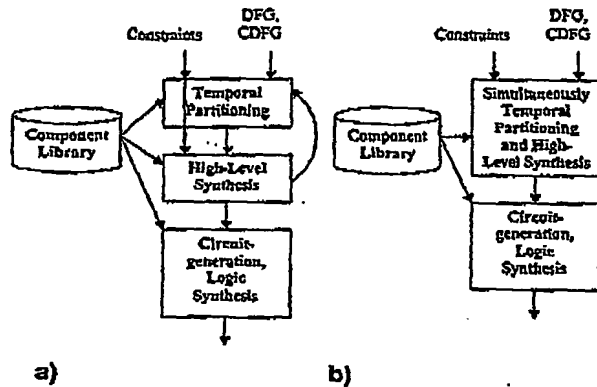 Constraints
DFG,
CDFG
Temporal
Partitioning
Component
Library
High-Level
Synthesis
Circuit-
generation,
Logic
Synthesis
a)
Constraints
DFG,
CDFG
Simultaneously
Temporal
Partitioning
and High-
Level Synthesis
Component
Library
Circuit-
generation,
Logic
Synthesis
b)